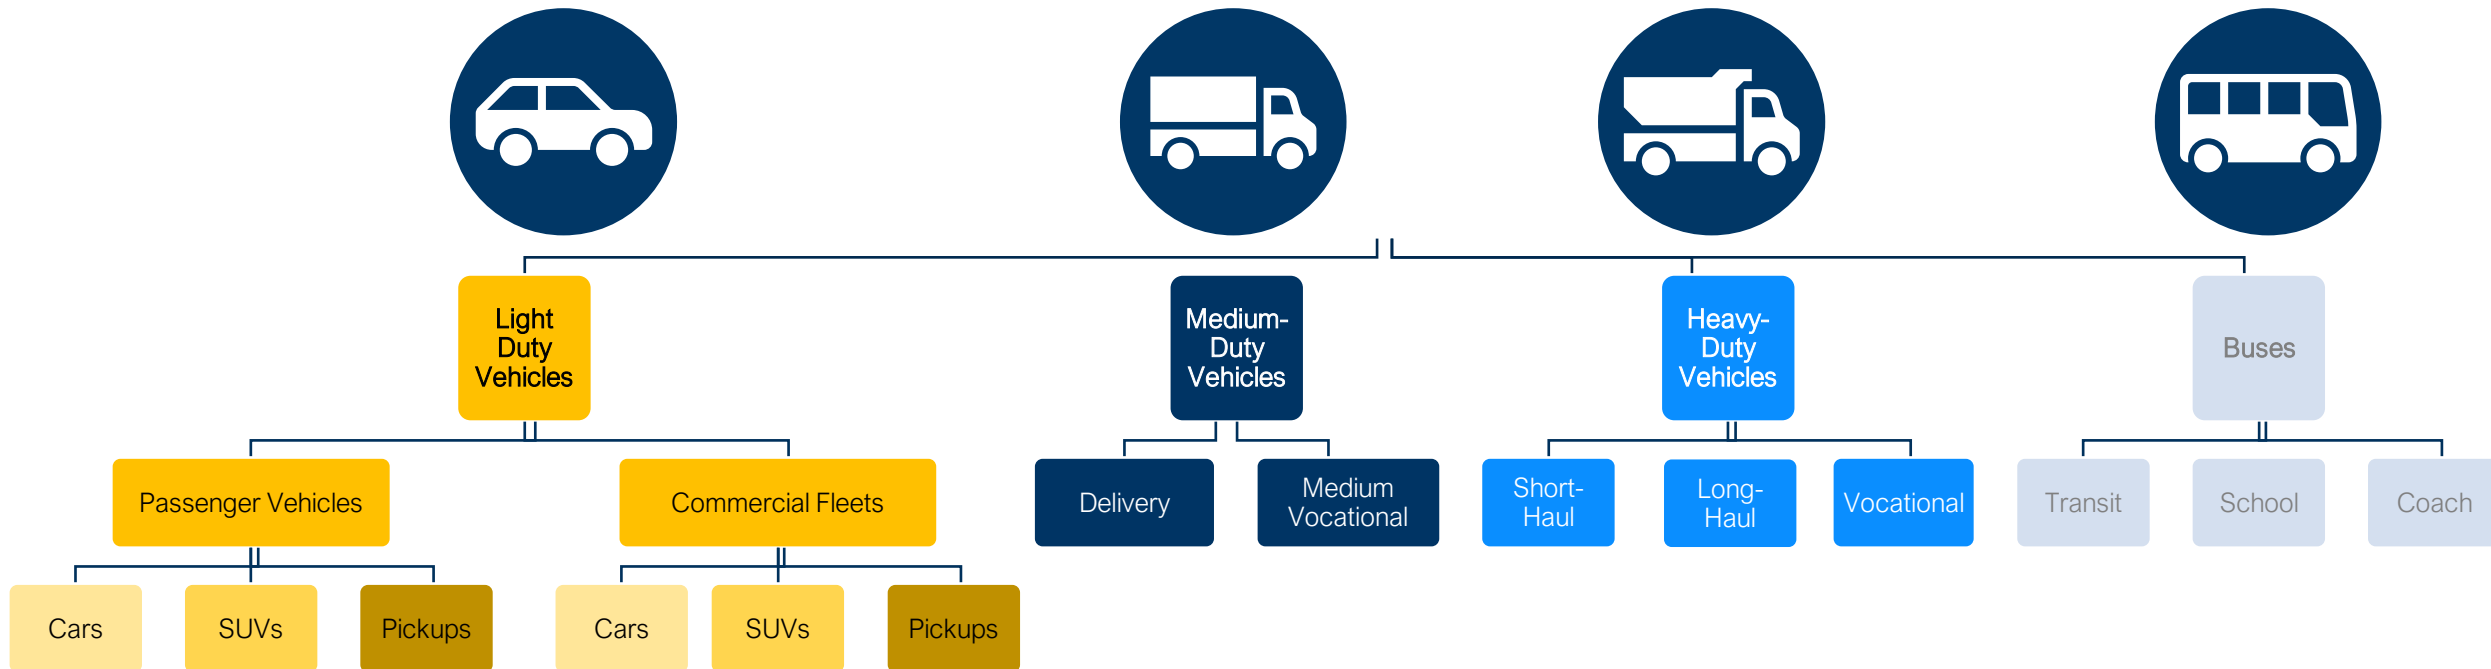 Light
Duty
Vehicles
Medium-
Duty
Vehicles
Heavy-
Duty
Vehicles
Buses
Passenger Vehicles
Commercial Fleets
Delivery
Medium
Vocational
Short-
Haul
Long-
Haul
Vocational
Transit
School
Coach
Cars
SUVs
Pickups
Cars
SUVs
Pickups